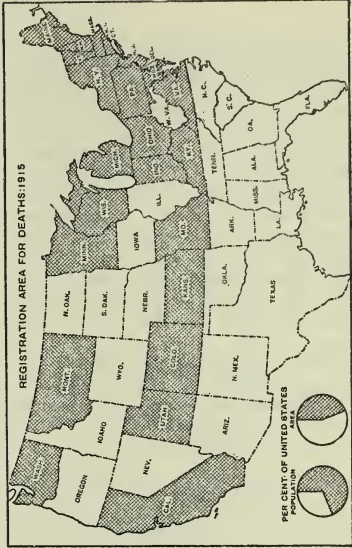 REGISTRATION AREA FOR DEATHS:1915
WASH.
MONT.
N. DAK.
MINN.
WIS.
MICH.
N.Y.
MAINE
OREGON
IDAHO
WYO.
S. DAK.
IOWA
ILL.
IND.
OHIO
PA.
NEV.
UTAH
COLO.
NEBR.
KANS.
MO.
KY.
W. VA.
VA.
CAL.
ARIZ.
N. MEX.
OKLA.
ARK.
TENN.
N.C.
S.C.
TEXAS
LA.
MISS.
ALA.
GA.
FLA.
PER CENT. OF UNITED STATES
POPULATION
AREA